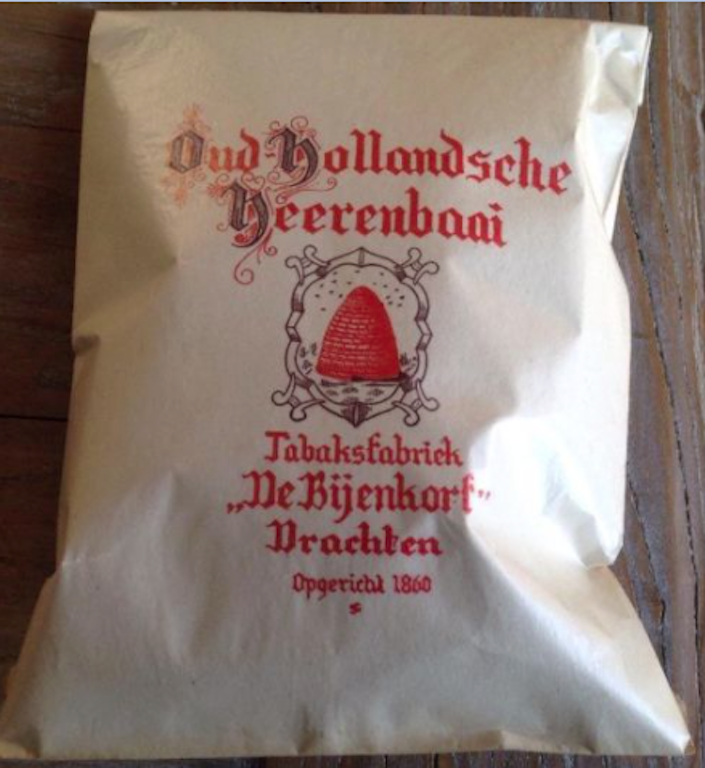 Oud-Hollandsche
Heerenbaai
Tabaksfabriek
„De Bijenkorf”
Drachten
Opgericht 1860